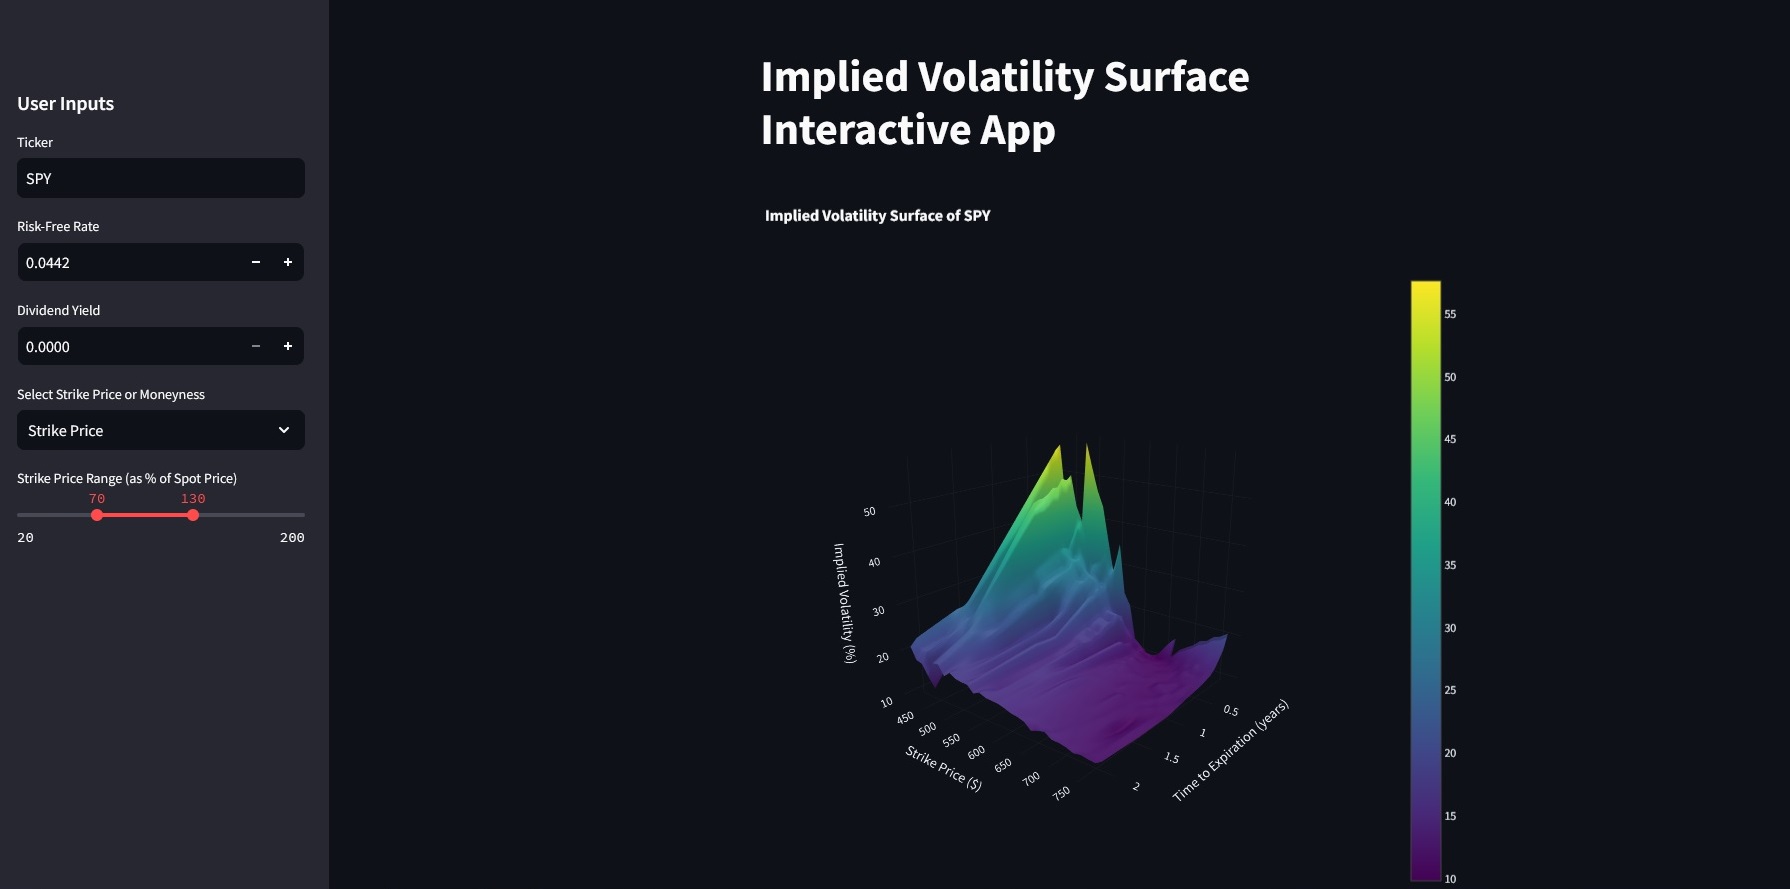 User Inputs
Ticker
SPY
Risk-Free Rate
0.0442
Dividend Yield
0.0000
Select Strike Price or Moneyness
Strike Price
Strike Price Range (as % of Spot Price)
70 130
20 200
Implied Volatility Surface
Interactive App
Implied Volatility Surface of SPY
50
40
30
20
10
Implied Volatility (%)
450
500
550
600
650
700
750
Strike Price ($)
0.5
1
1.5
2
Time to Expiration (years)
55
50
45
40
35
30
25
20
15
10